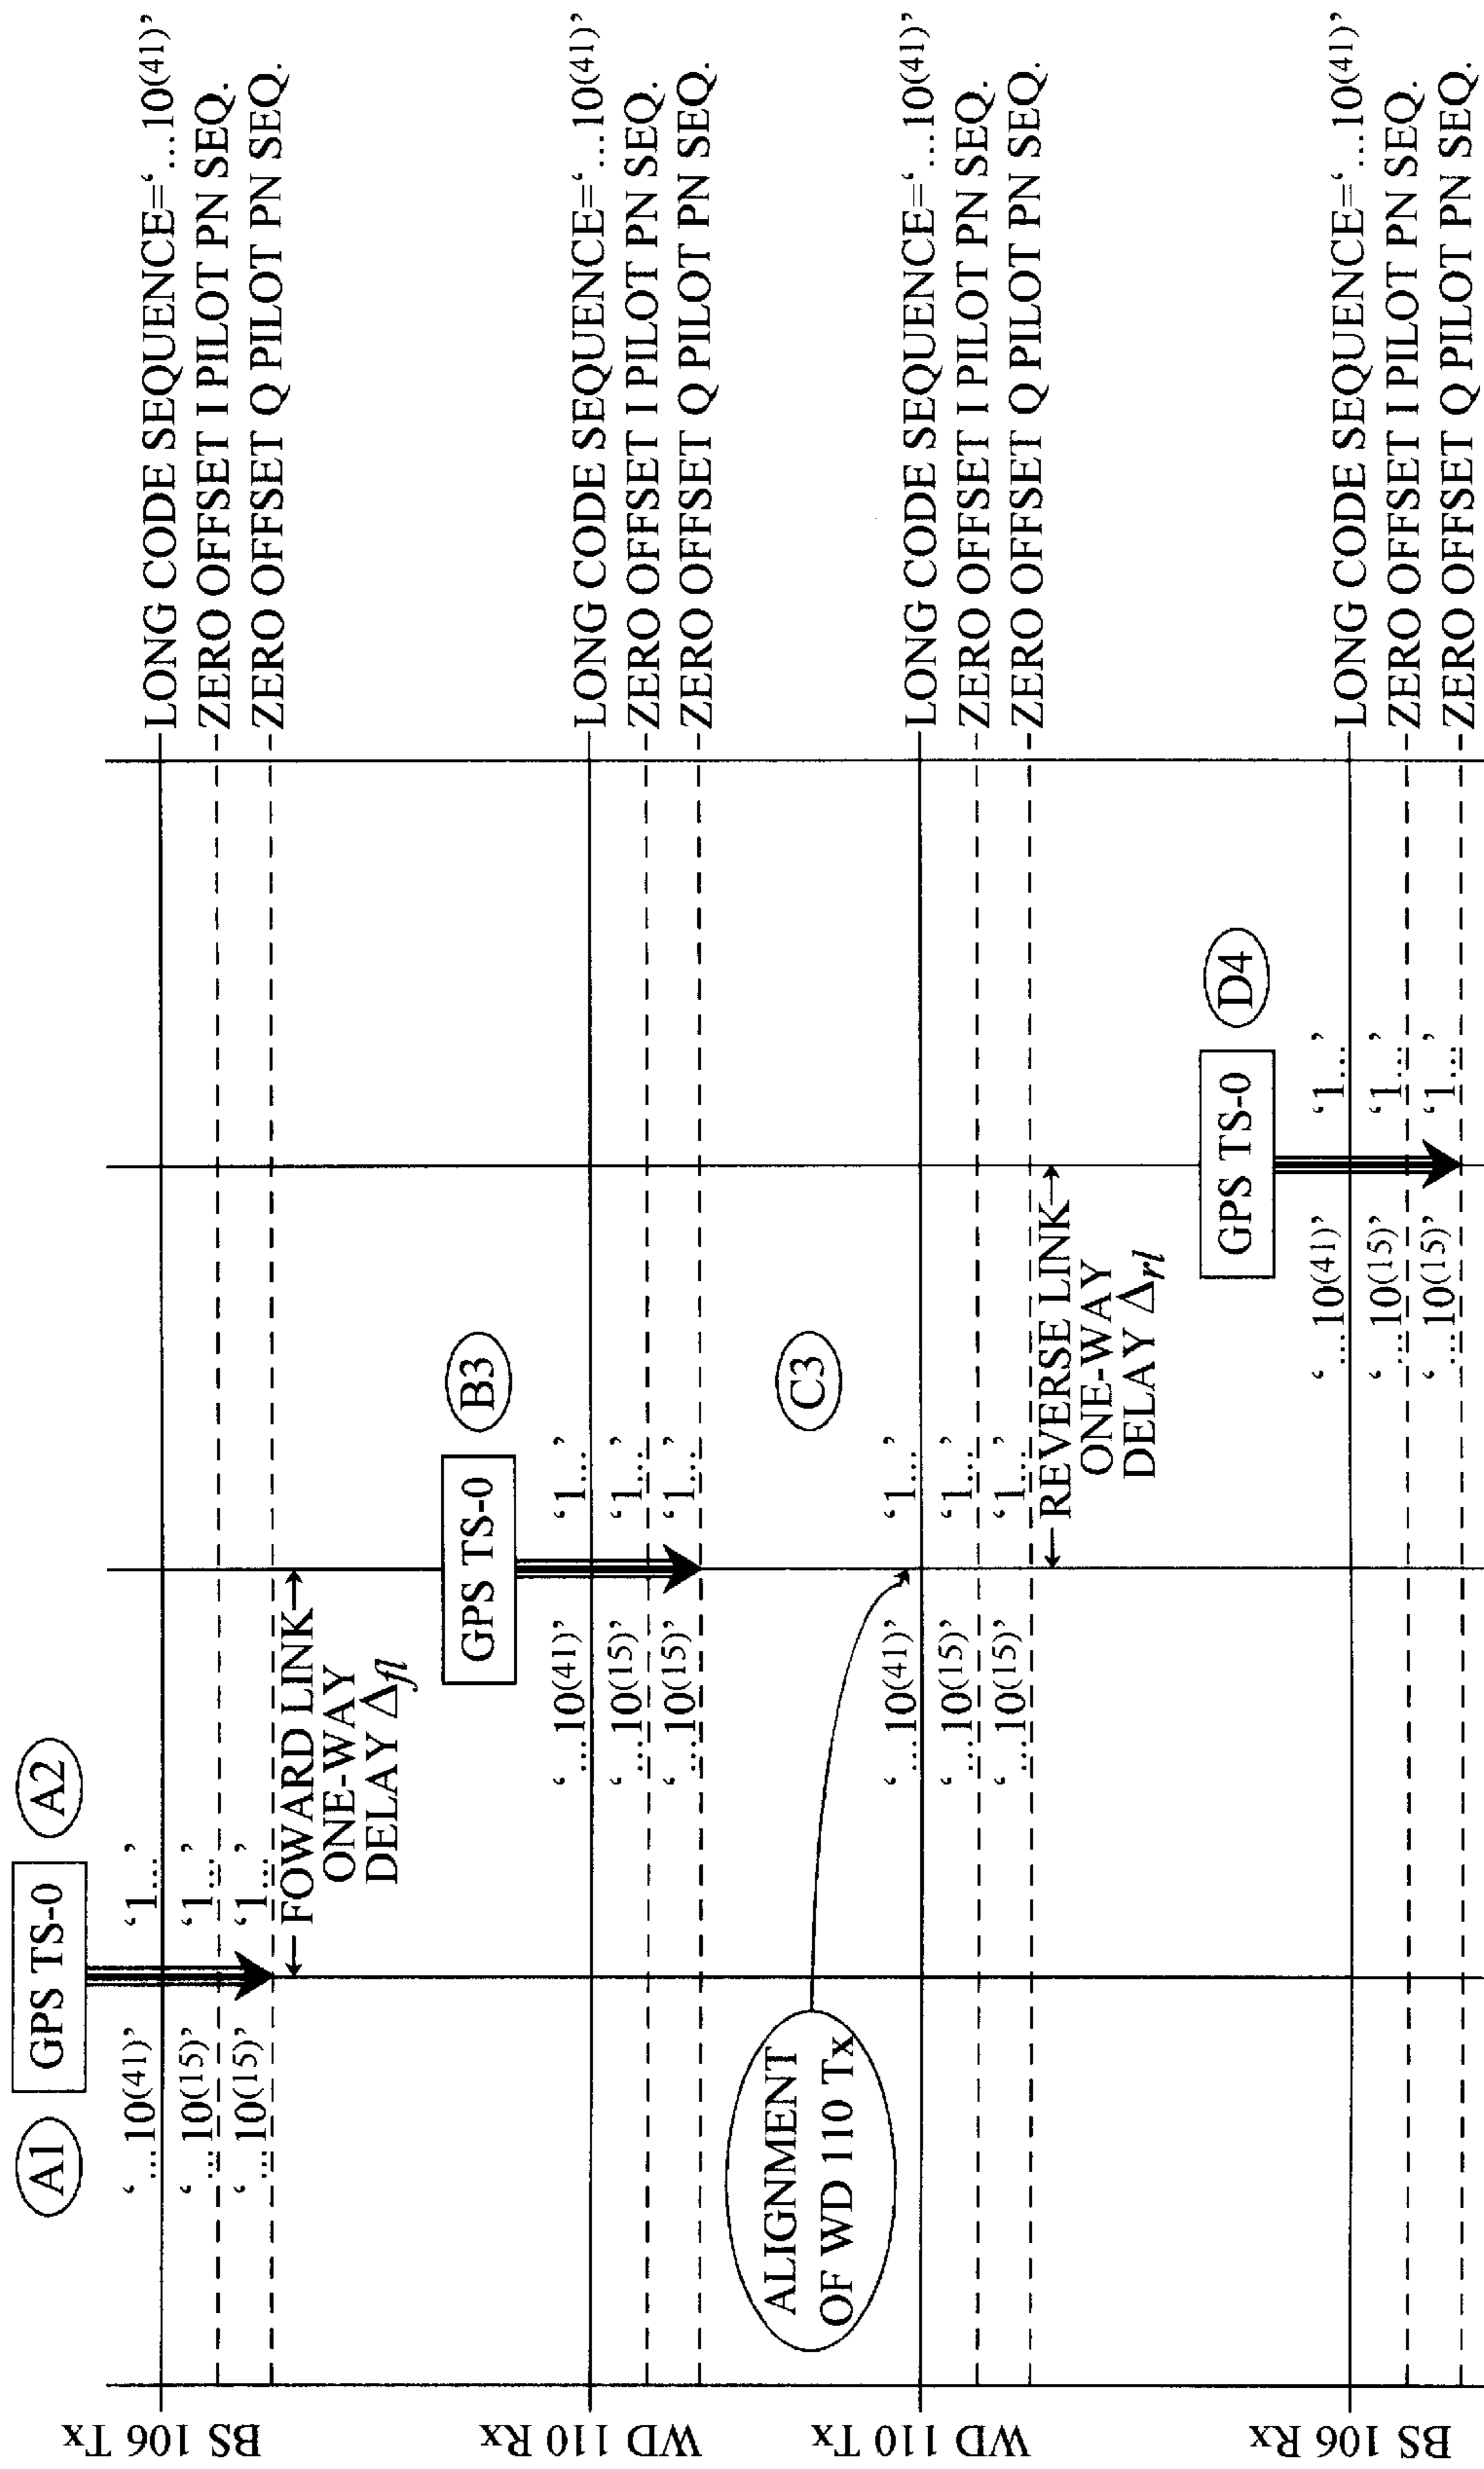 BS 106 Tx
A1
GPS TS-0
A2
‘...10(41)’ ‘1...’
‘...10(15)’ ‘1...’
‘...10(15)’ ‘1...’
LONG CODE SEQUENCE=‘...10(41)’
ZERO OFFSET I PILOT PN SEQ.
ZERO OFFSET Q PILOT PN SEQ.
FOWARD LINK
ONE-WAY
DELAY Δfl
WD 110 Rx
GPS TS-0
B3
‘...10(41)’ ‘1...’
‘...10(15)’ ‘1...’
‘...10(15)’ ‘1...’
LONG CODE SEQUENCE=‘...10(41)’
ZERO OFFSET I PILOT PN SEQ.
ZERO OFFSET Q PILOT PN SEQ.
ALIGNMENT
OF WD 110 Tx
C3
WD 110 Tx
‘...10(41)’ ‘1...’
‘...10(15)’ ‘1...’
‘...10(15)’ ‘1...’
LONG CODE SEQUENCE=‘...10(41)’
ZERO OFFSET I PILOT PN SEQ.
ZERO OFFSET Q PILOT PN SEQ.
REVERSE LINK
ONE-WAY
DELAY Δrl
BS 106 Rx
GPS TS-0
D4
‘...10(41)’ ‘1...’
‘...10(15)’ ‘1...’
‘...10(15)’ ‘1...’
LONG CODE SEQUENCE=‘...10(41)’
ZERO OFFSET I PILOT PN SEQ.
ZERO OFFSET Q PILOT PN SEQ.